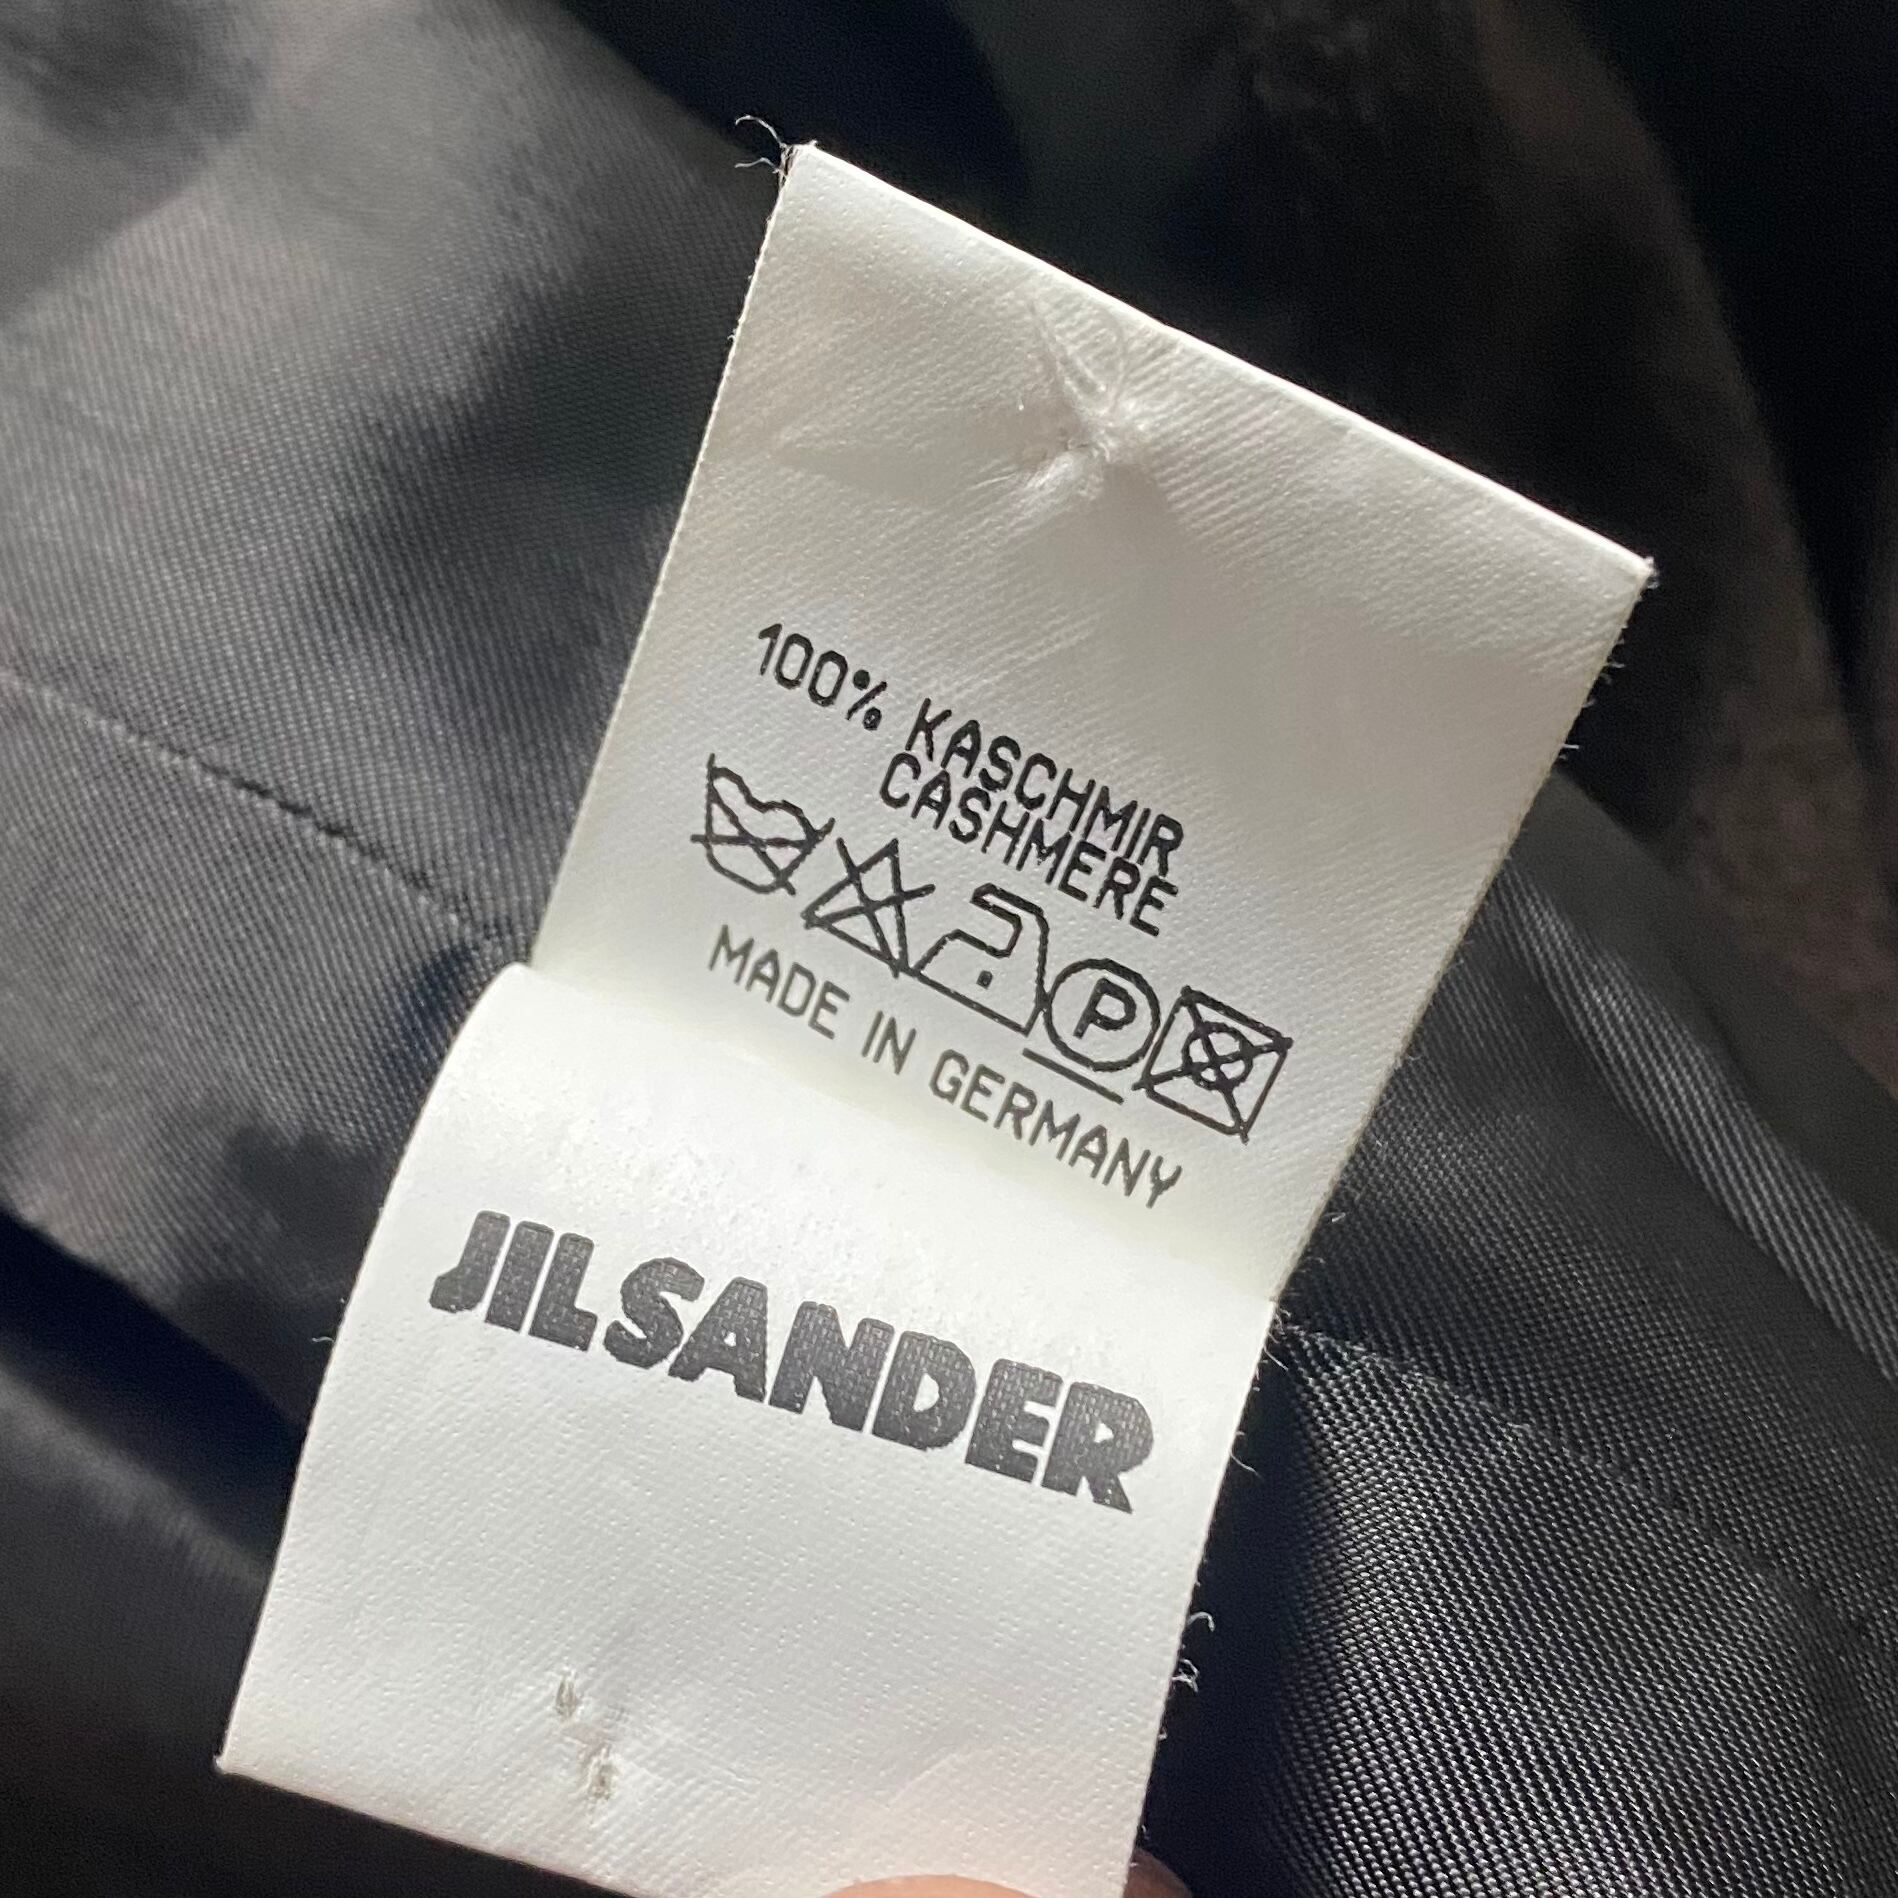 100% KASCHMIR
CASHMERE
P
MADE IN GERMANY
JILSANDER